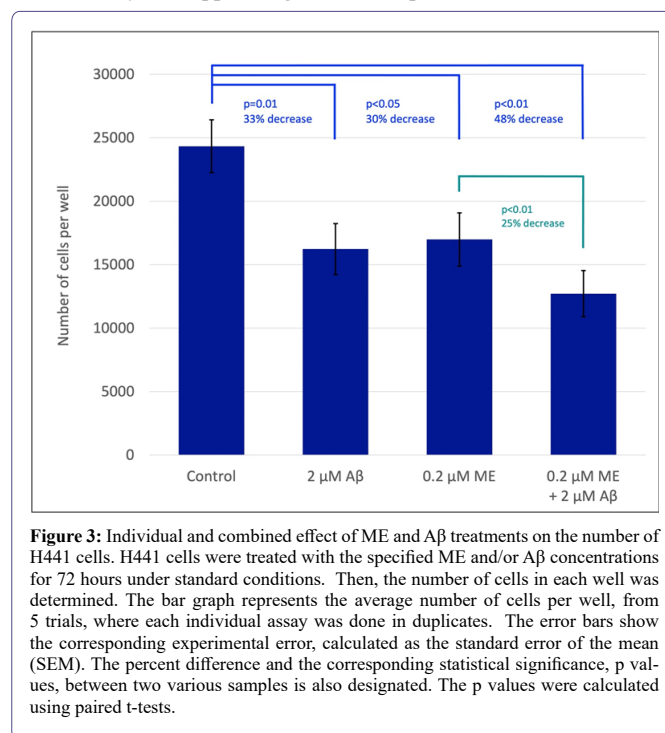 30000
25000
20000
15000
10000
5000
0
Number of cells per well
p=0.01
33% decrease
p<0.05
30% decrease
p<0.01
48% decrease
p<0.01
25% decrease
Control
2 µM Aβ
0.2 µM ME
0.2 µM ME
+ 2 µM Aβ
Figure 3: Individual and combined effect of ME and Aβ treatments on the number of
H441 cells. H441 cells were treated with the specified ME and/or Aβ concentrations
for 72 hours under standard conditions. Then, the number of cells in each well was
determined. The bar graph represents the average number of cells per well, from
5 trials, where each individual assay was done in duplicates. The error bars show
the corresponding experimental error, calculated as the standard error of the mean
(SEM). The percent difference and the corresponding statistical significance, p val-
ues, between two various samples is also designated. The p values were calculated
using paired t-tests.